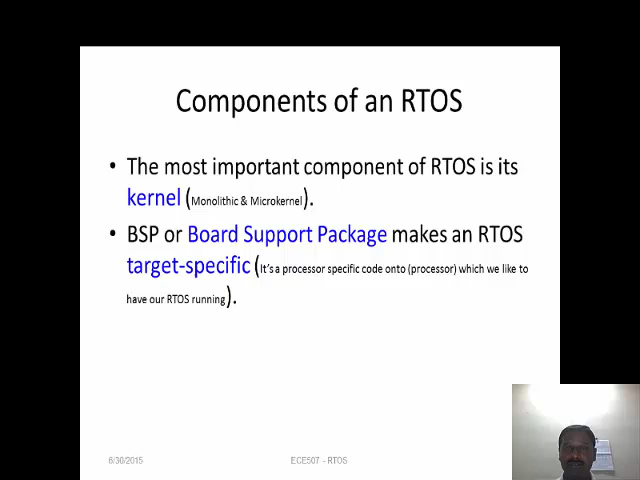 Components of an RTOS
• The most important component of RTOS is its
kernel (Monolithic & Microkernel).
• BSP or Board Support Package makes an RTOS
target-specific (It's a processor specific code onto (processor) which we like to
have our RTOS running).
6/30/2015
ECE507 - RTOS